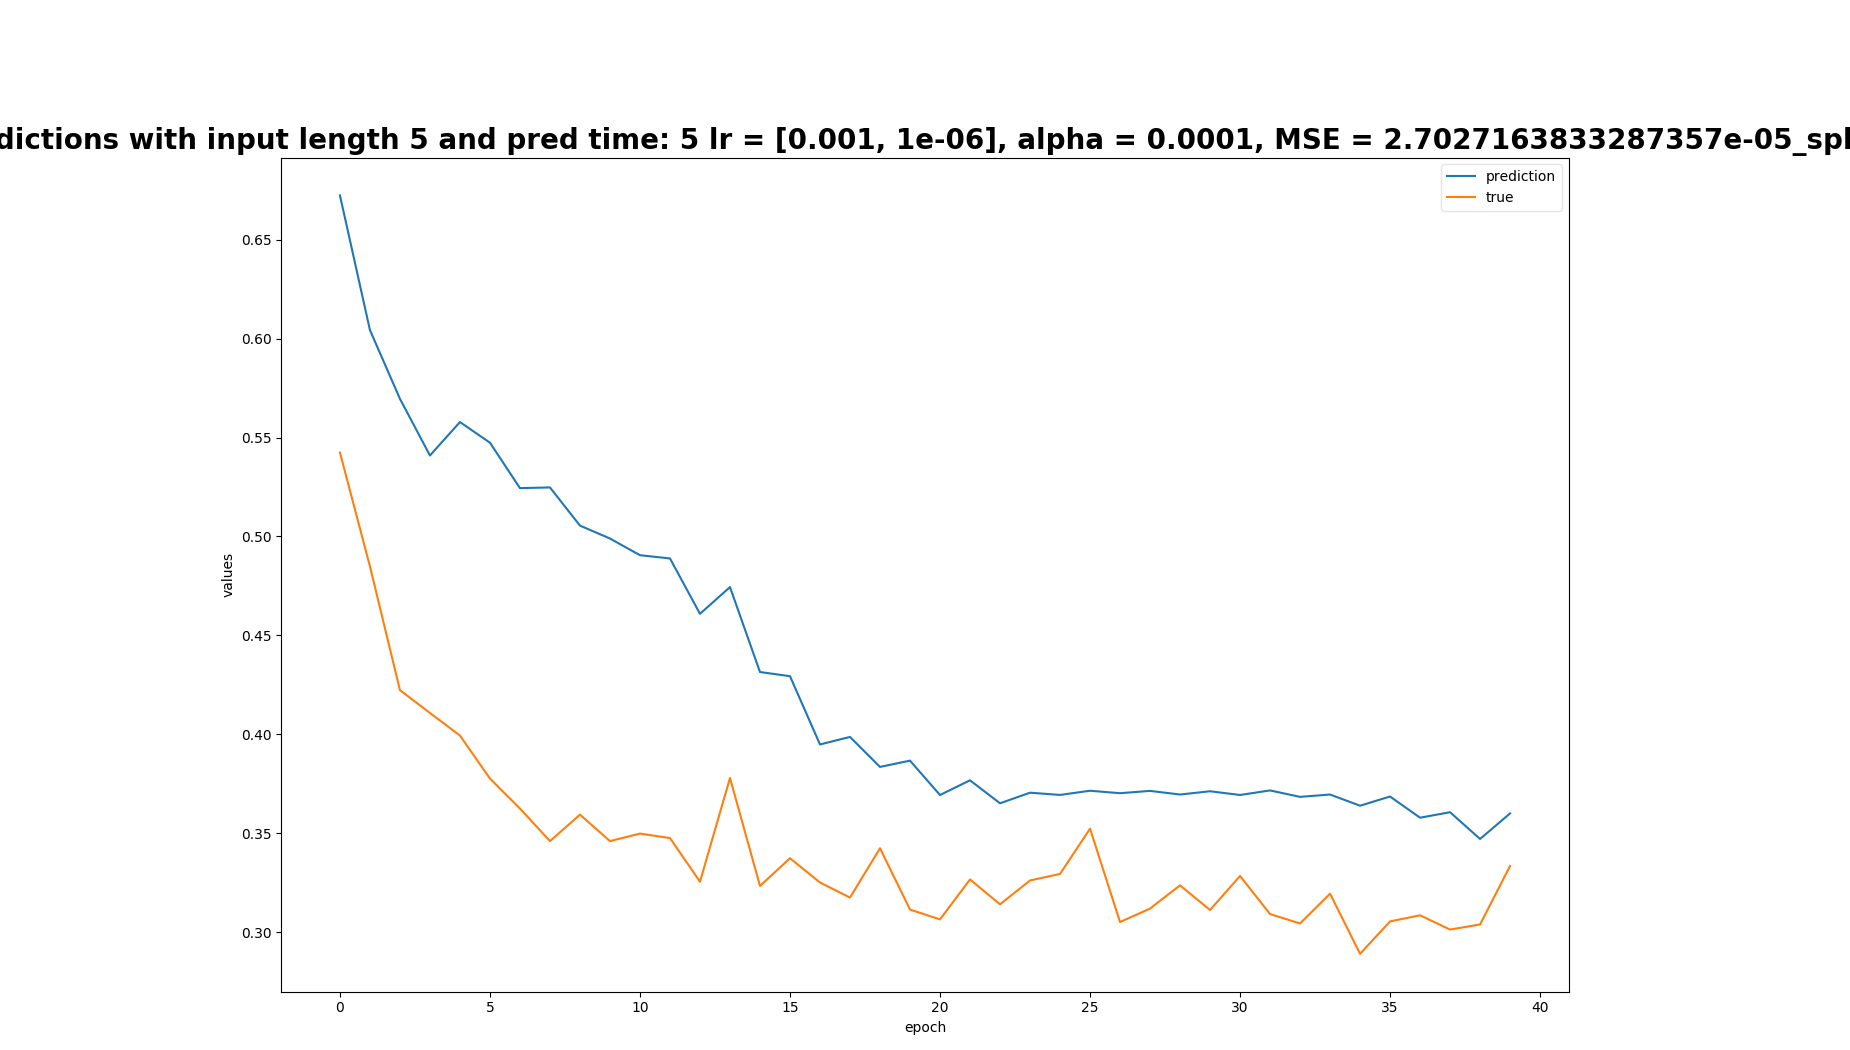 dictions with input length 5 and pred time: 5 lr = [0.001, 1e-06], alpha = 0.0001, MSE = 2.7027163833287357e-05_spl
prediction
true
0.65
0.60
0.55
0.50
0.45
0.40
0.35
0.30
values
0 5 10 15 20 25 30 35 40
epoch